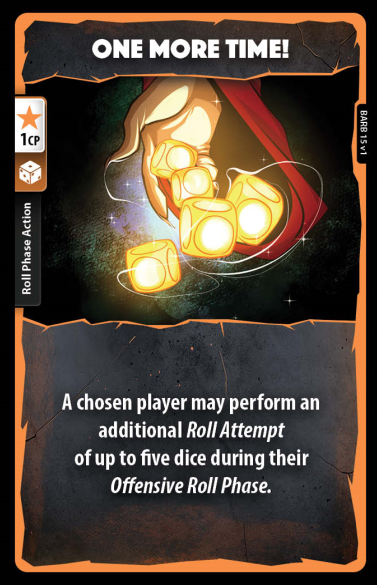 ONE MORE TIME!
1CP
Roll Phase Action
BARB 15 v1
A chosen player may perform an
additional Roll Attempt
of up to five dice during their
Offensive Roll Phase.